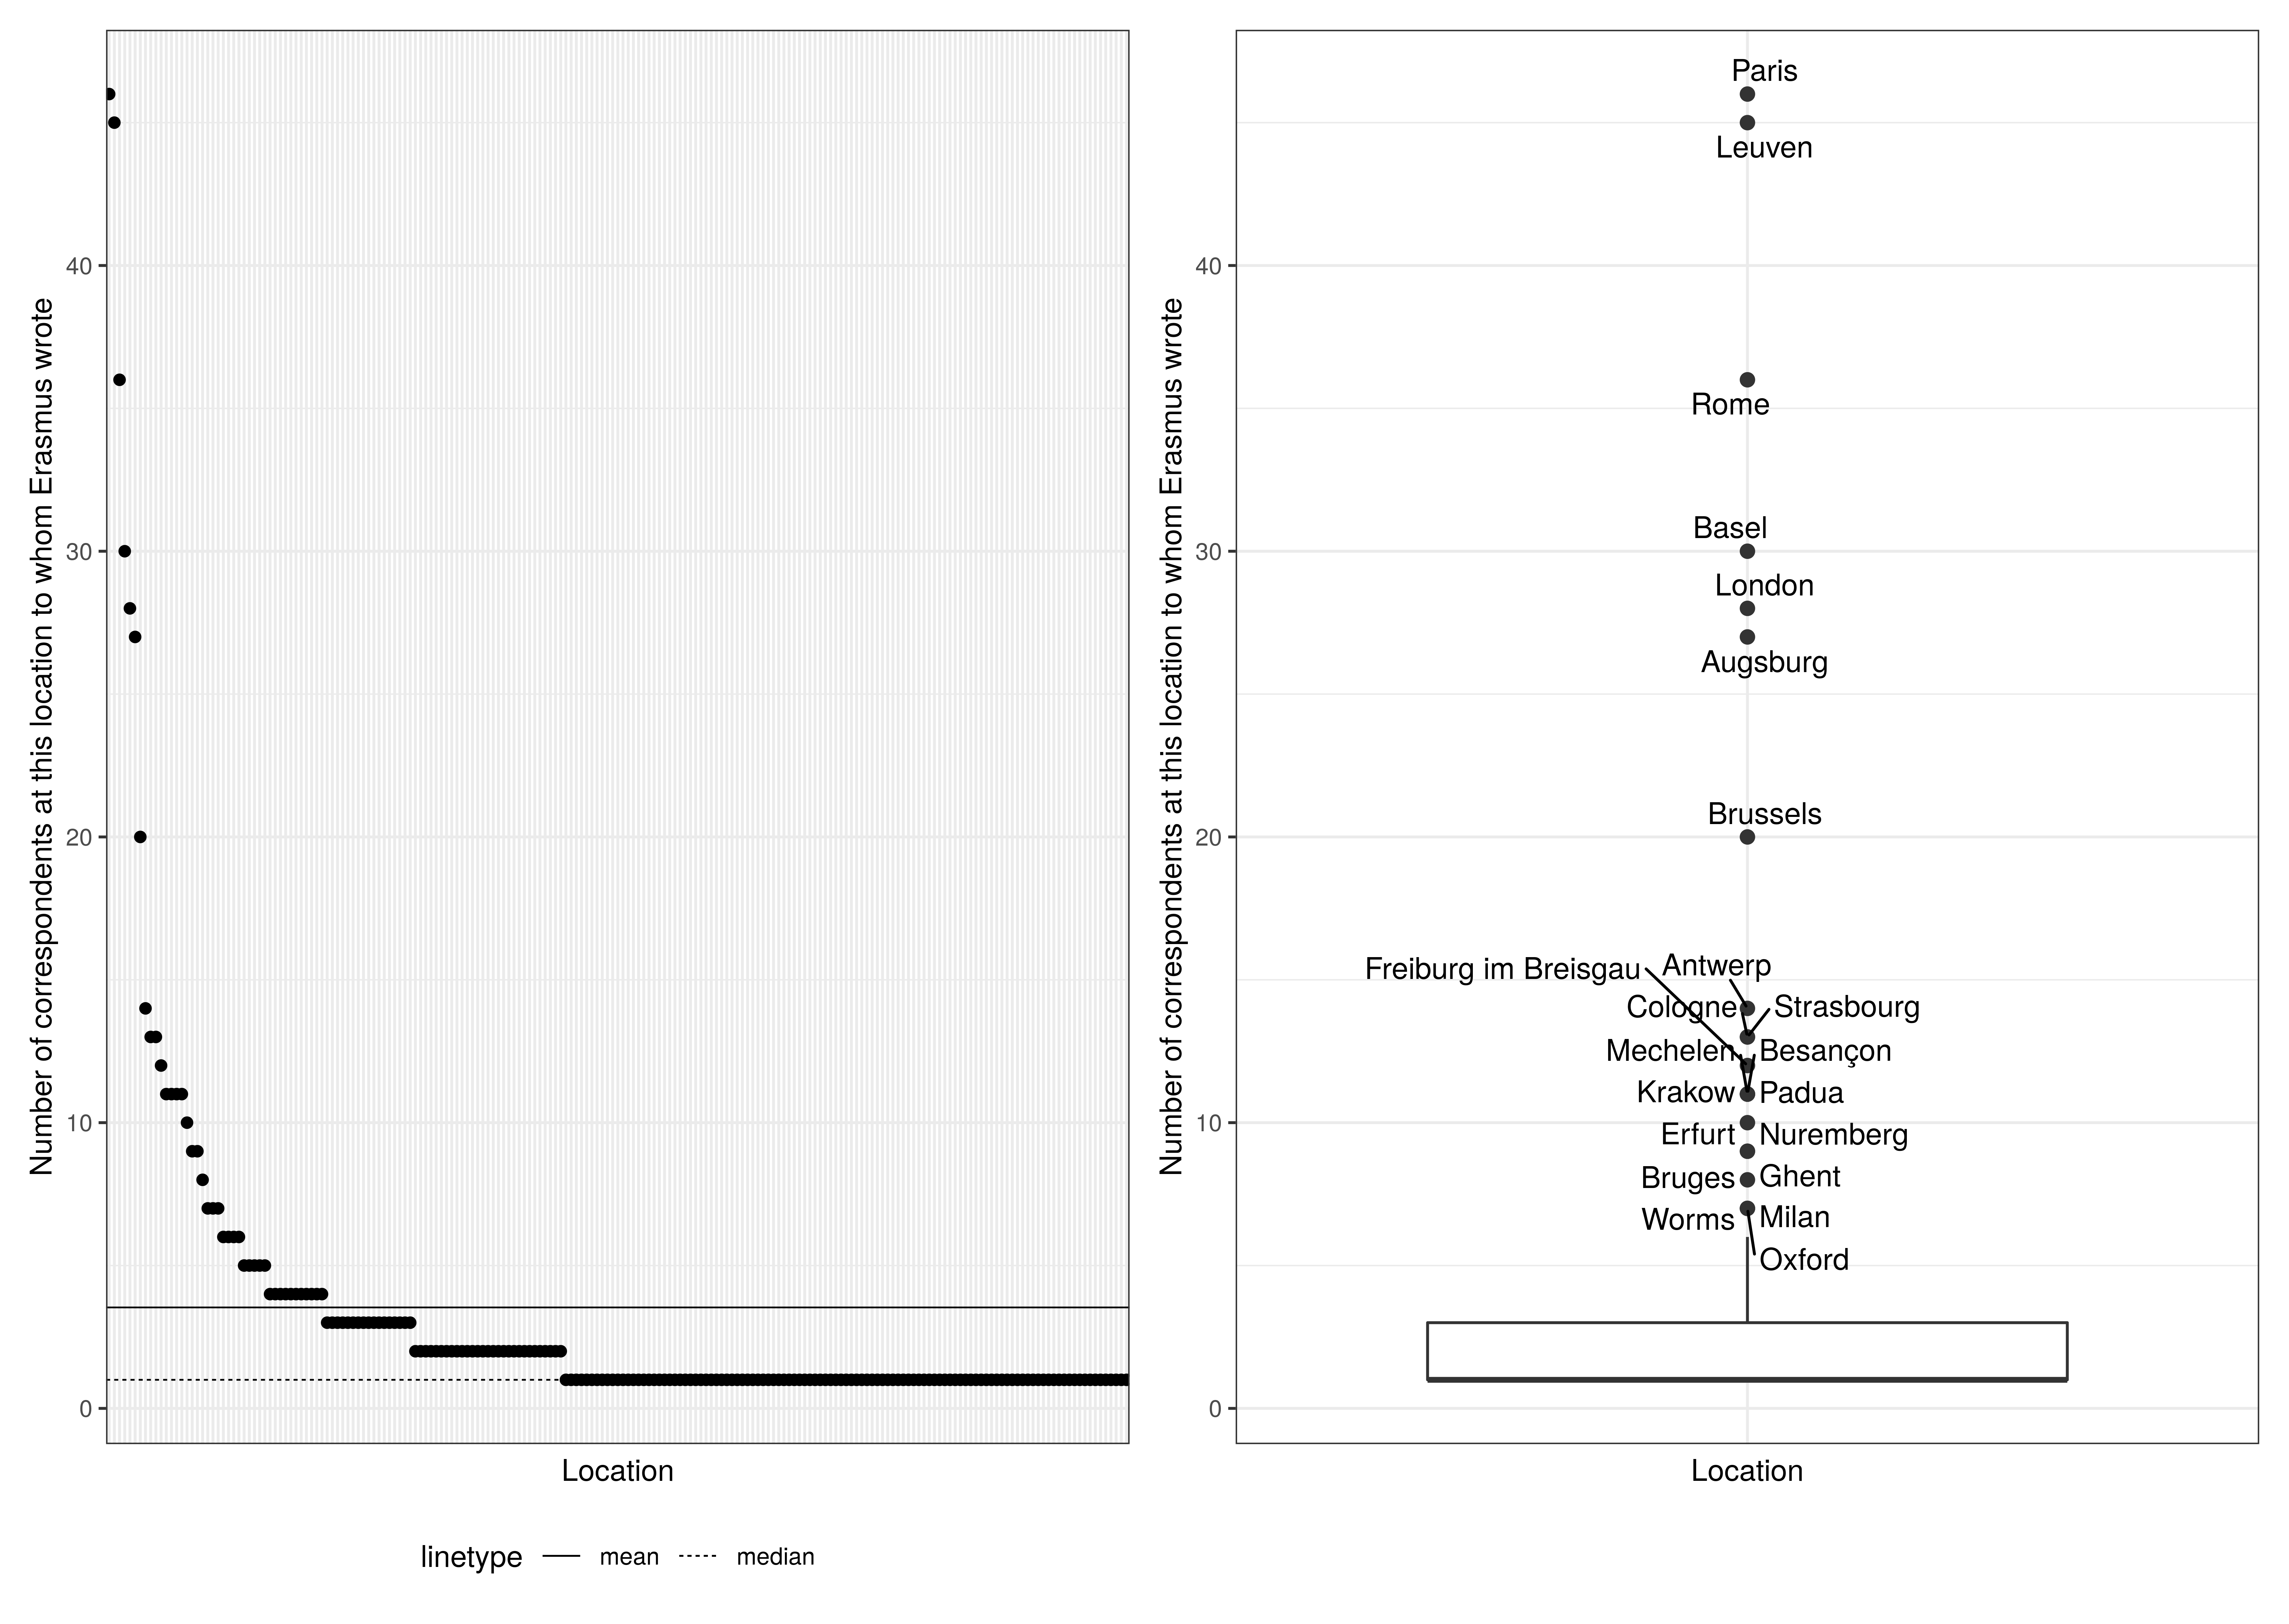 Number of correspondents at this location to whom Erasmus wrote
40
30
20
10
0
Location
linetype mean median
Number of correspondents at this location to whom Erasmus wrote
40
30
20
10
0
Paris
Leuven
Rome
Basel
London
Augsburg
Brussels
Freiburg im Breisgau Antwerp
Cologne Strasbourg
Mechelen Besançon
Krakow Padua
Erfurt Nuremberg
Bruges Ghent
Worms Milan
Oxford
Location